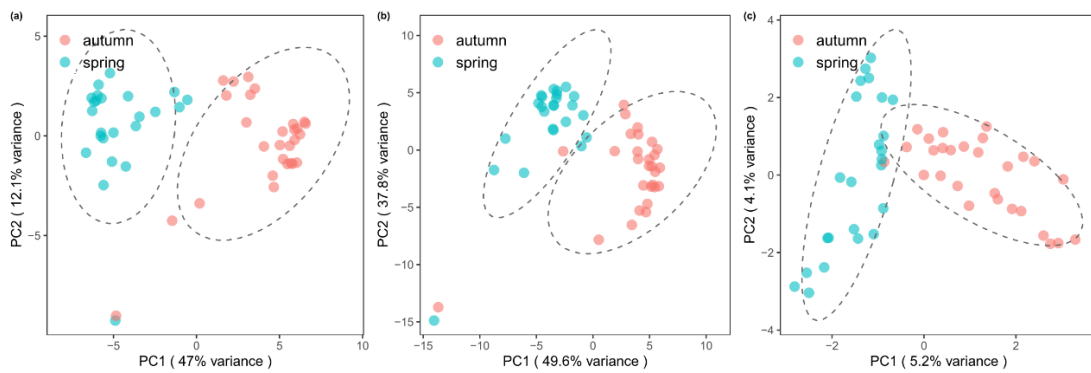 (a)
autumn
spring
5
0
-5
-5
0
5
10
PC2 ( 12.1% variance )
PC1 ( 47% variance )
(b)
autumn
spring
10
5
0
-5
-10
-15
-15
-10
-5
0
5
10
PC2 ( 37.8% variance )
PC1 ( 49.6% variance )
(c)
autumn
spring
4
2
0
-2
-4
-2
0
2
PC2 ( 4.1% variance )
PC1 ( 5.2% variance )